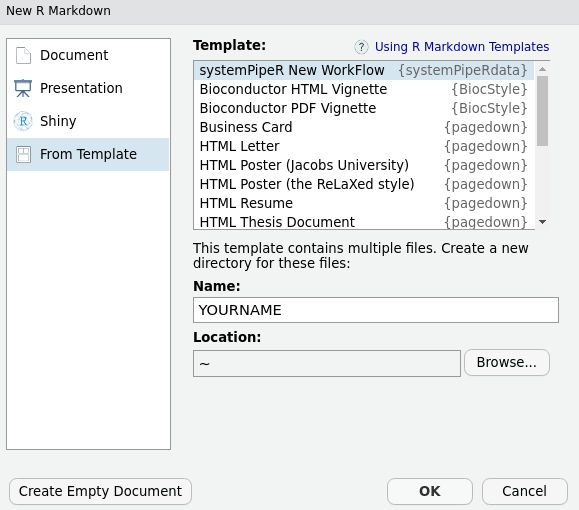 New R Markdown
Document
Presentation
Shiny
From Template
Template:
? Using R Markdown Templates
systemPipeR New WorkFlow {systemPipeRdata}
Bioconductor HTML Vignette {BiocStyle}
Bioconductor PDF Vignette {BiocStyle}
Business Card {pagedown}
HTML Letter {pagedown}
HTML Poster (Jacobs University) {pagedown}
HTML Poster (the ReLaXed style) {pagedown}
HTML Resume {pagedown}
HTML Thesis Document {pagedown}
This template contains multiple files. Create a new
directory for these files:
Name:
YOURNAME
Location:
~
Browse...
Create Empty Document
OK
Cancel